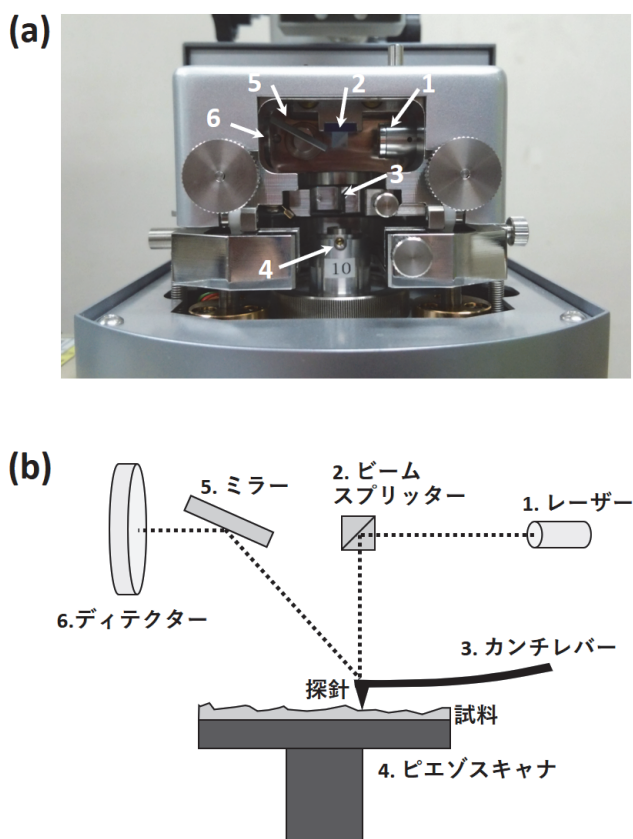 (a)
5
2
1
6
3
4
10
(b)
2. ビーム
スプリッター
5. ミラー
1. レーザー
6.ディテクター
3. カンチレバー
探針
試料
4. ピエゾスキャナ